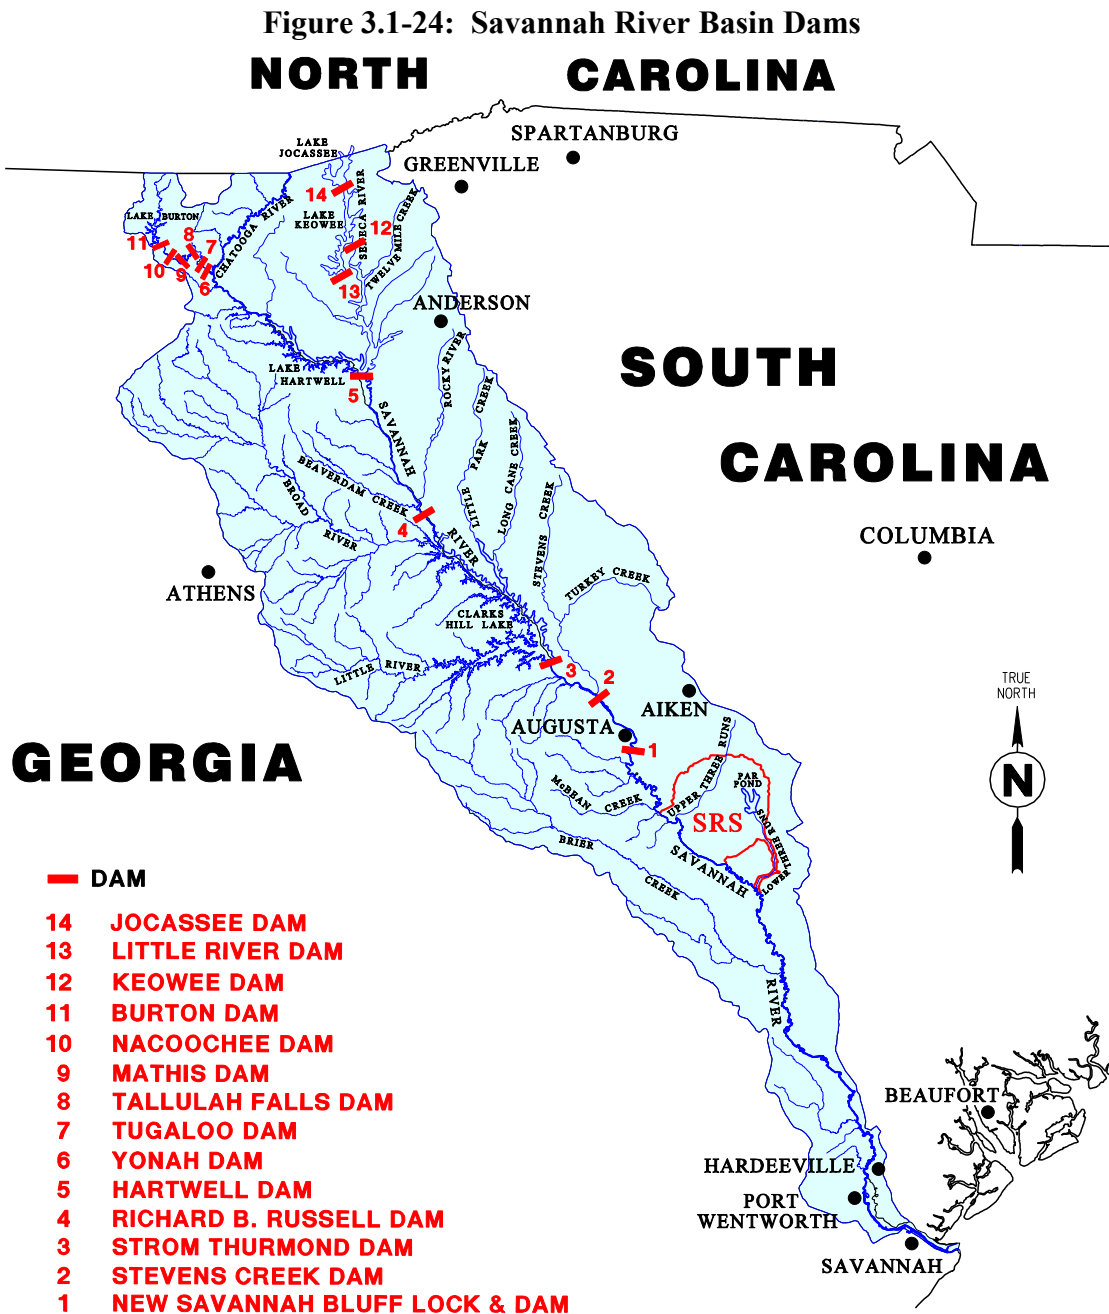 Figure 3.1-24: Savannah River Basin Dams
NORTH CAROLINA
SPARTANBURG
GREENVILLE
LAKE
JOCASSEE
14
SENECA RIVER
LAKE
KEOWEE
12
TWELVE MILE CREEK
13
LAKE BURTON
CHATOOGA RIVER
11
10
9
8
7
6
ANDERSON
SOUTH
CAROLINA
LAKE
HARTWELL
5
ROCKY RIVER
SAVANNAH
RIVER
LITTLE PARK CREEK
LONG CANE CREEK
STEVENS CREEK
BEAVERDAM CREEK
BROAD
RIVER
4
COLUMBIA
TURKEY CREEK
ATHENS
CLARKS
HILL LAKE
LITTLE RIVER
3
2
AIKEN
AUGUSTA
1
TRUE
NORTH
N
GEORGIA
UPPER THREE RUNS
PAR
POND
McBEAN CREEK
SRS
LOWER THREE RUNS
BRIER
CREEK
SAVANNAH
RIVER
BEAUFORT
HARDEEVILLE
PORT
WENTWORTH
SAVANNAH
DAM
14 JOCASSEE DAM
13 LITTLE RIVER DAM
12 KEOWEE DAM
11 BURTON DAM
10 NACOOCHEE DAM
9 MATHIS DAM
8 TALLULAH FALLS DAM
7 TUGALOO DAM
6 YONAH DAM
5 HARTWELL DAM
4 RICHARD B. RUSSELL DAM
3 STROM THURMOND DAM
2 STEVENS CREEK DAM
1 NEW SAVANNAH BLUFF LOCK & DAM